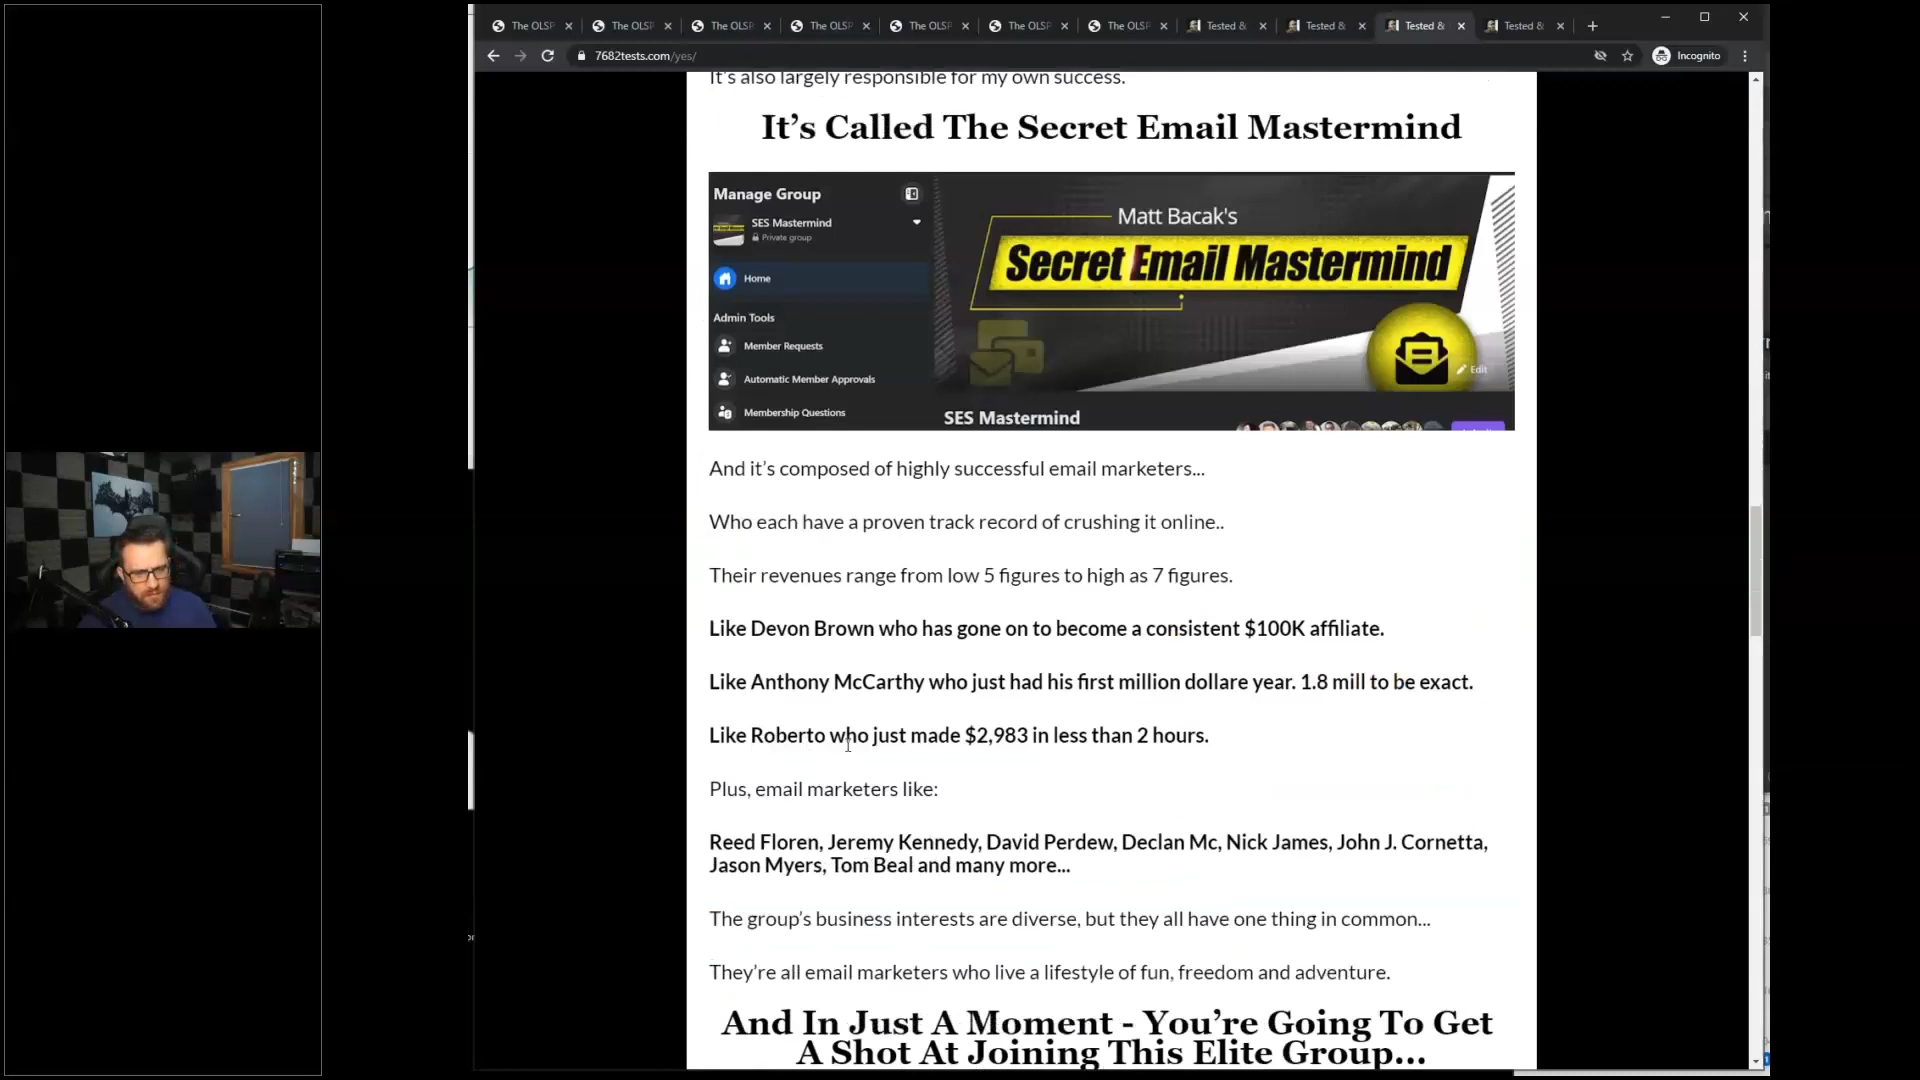 The OLSP
The OLSP
The OLSP
The OLSP
The OLSP
The OLSP
The OLSP
Tested &
Tested &
Tested &
Tested &
7682tests.com/yes/
Incognito
It's also largely responsible for my own success.
It's Called The Secret Email Mastermind
Manage Group
SES Mastermind
Private group
Home
Admin Tools
Member Requests
Automatic Member Approvals
Membership Questions
Matt Bacak's
Secret Email Mastermind
Edit
SES Mastermind
And it's composed of highly successful email marketers...
Who each have a proven track record of crushing it online..
Their revenues range from low 5 figures to high as 7 figures.
Like Devon Brown who has gone on to become a consistent $100K affiliate.
Like Anthony McCarthy who just had his first million dollare year. 1.8 mill to be exact.
Like Roberto who just made $2,983 in less than 2 hours.
Plus, email marketers like:
Reed Floren, Jeremy Kennedy, David Perdew, Declan Mc, Nick James, John J. Cornetta,
Jason Myers, Tom Beal and many more...
The group's business interests are diverse, but they all have one thing in common...
They're all email marketers who live a lifestyle of fun, freedom and adventure.
And In Just A Moment - You're Going To Get
A Shot At Joining This Elite Group...